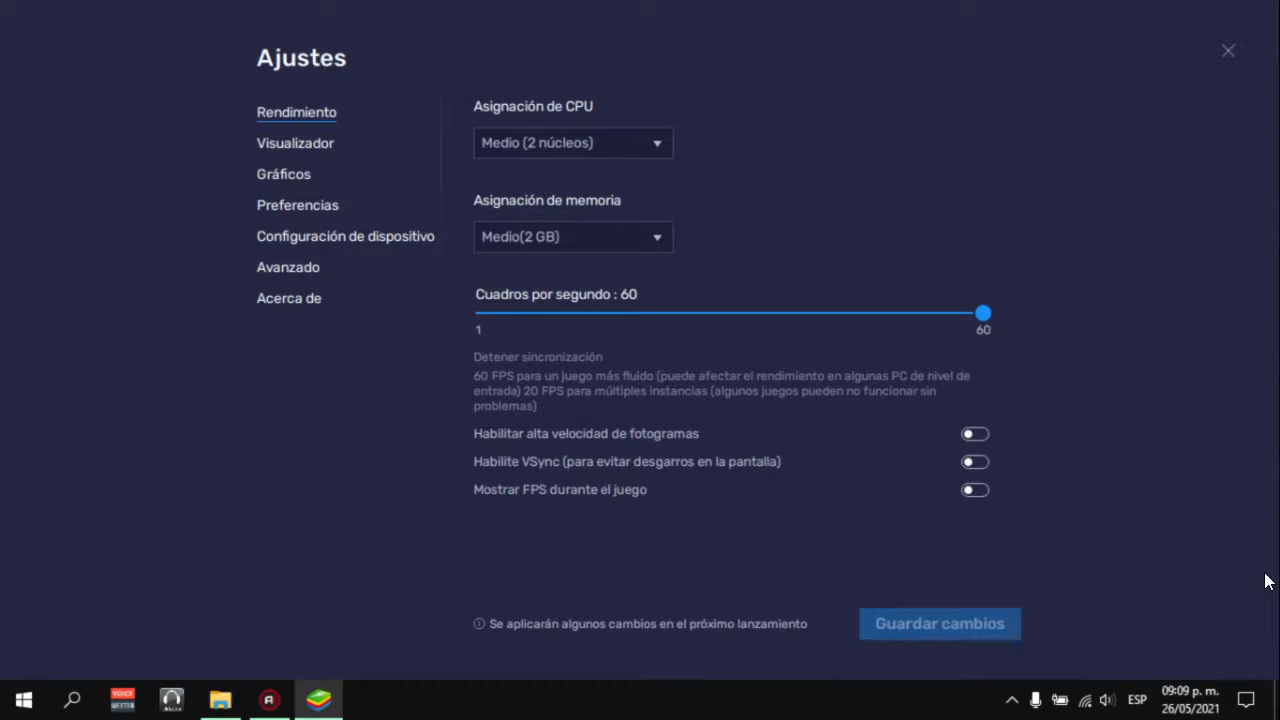 Ajustes
Rendimiento
Visualizador
Gráficos
Preferencias
Configuración de dispositivo
Avanzado
Acerca de
Asignación de CPU
Medio (2 núcleos)
Asignación de memoria
Medio(2 GB)
Cuadros por segundo : 60
1
60
Detener sincronización
60 FPS para un juego más fluido (puede afectar el rendimiento en algunas PC de nivel de
entrada) 20 FPS para múltiples instancias (algunos juegos pueden no funcionar sin
problemas)
Habilitar alta velocidad de fotogramas
Habilite VSync (para evitar desgarros en la pantalla)
Mostrar FPS durante el juego
Se aplicarán algunos cambios en el próximo lanzamiento
Guardar cambios
VOICE
MEETER
ESP
09:09 p. m.
26/05/2021